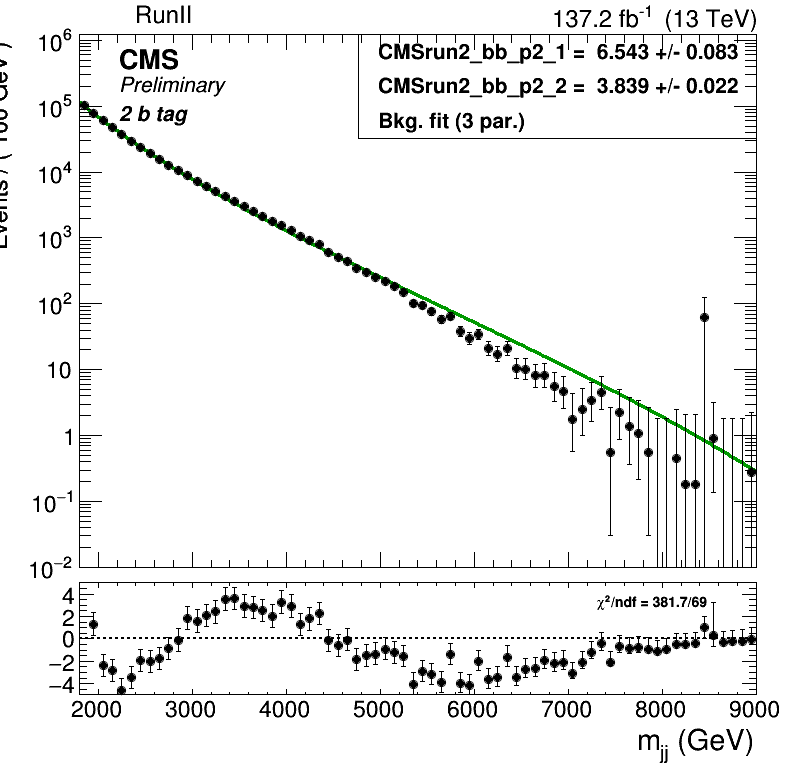 RunII
137.2 fb⁻¹ (13 TeV)
CMS
Preliminary
2 b tag
CMSrun2_bb_p2_1 = 6.543 +/- 0.083
CMSrun2_bb_p2_2 = 3.839 +/- 0.022
Bkg. fit (3 par.)
10⁶
10⁵
10⁴
10³
10²
10
1
10⁻¹
10⁻²
χ²/ndf = 381.7/69
4
2
0
−2
−4
2000 3000 4000 5000 6000 7000 8000 9000
m_jj (GeV)